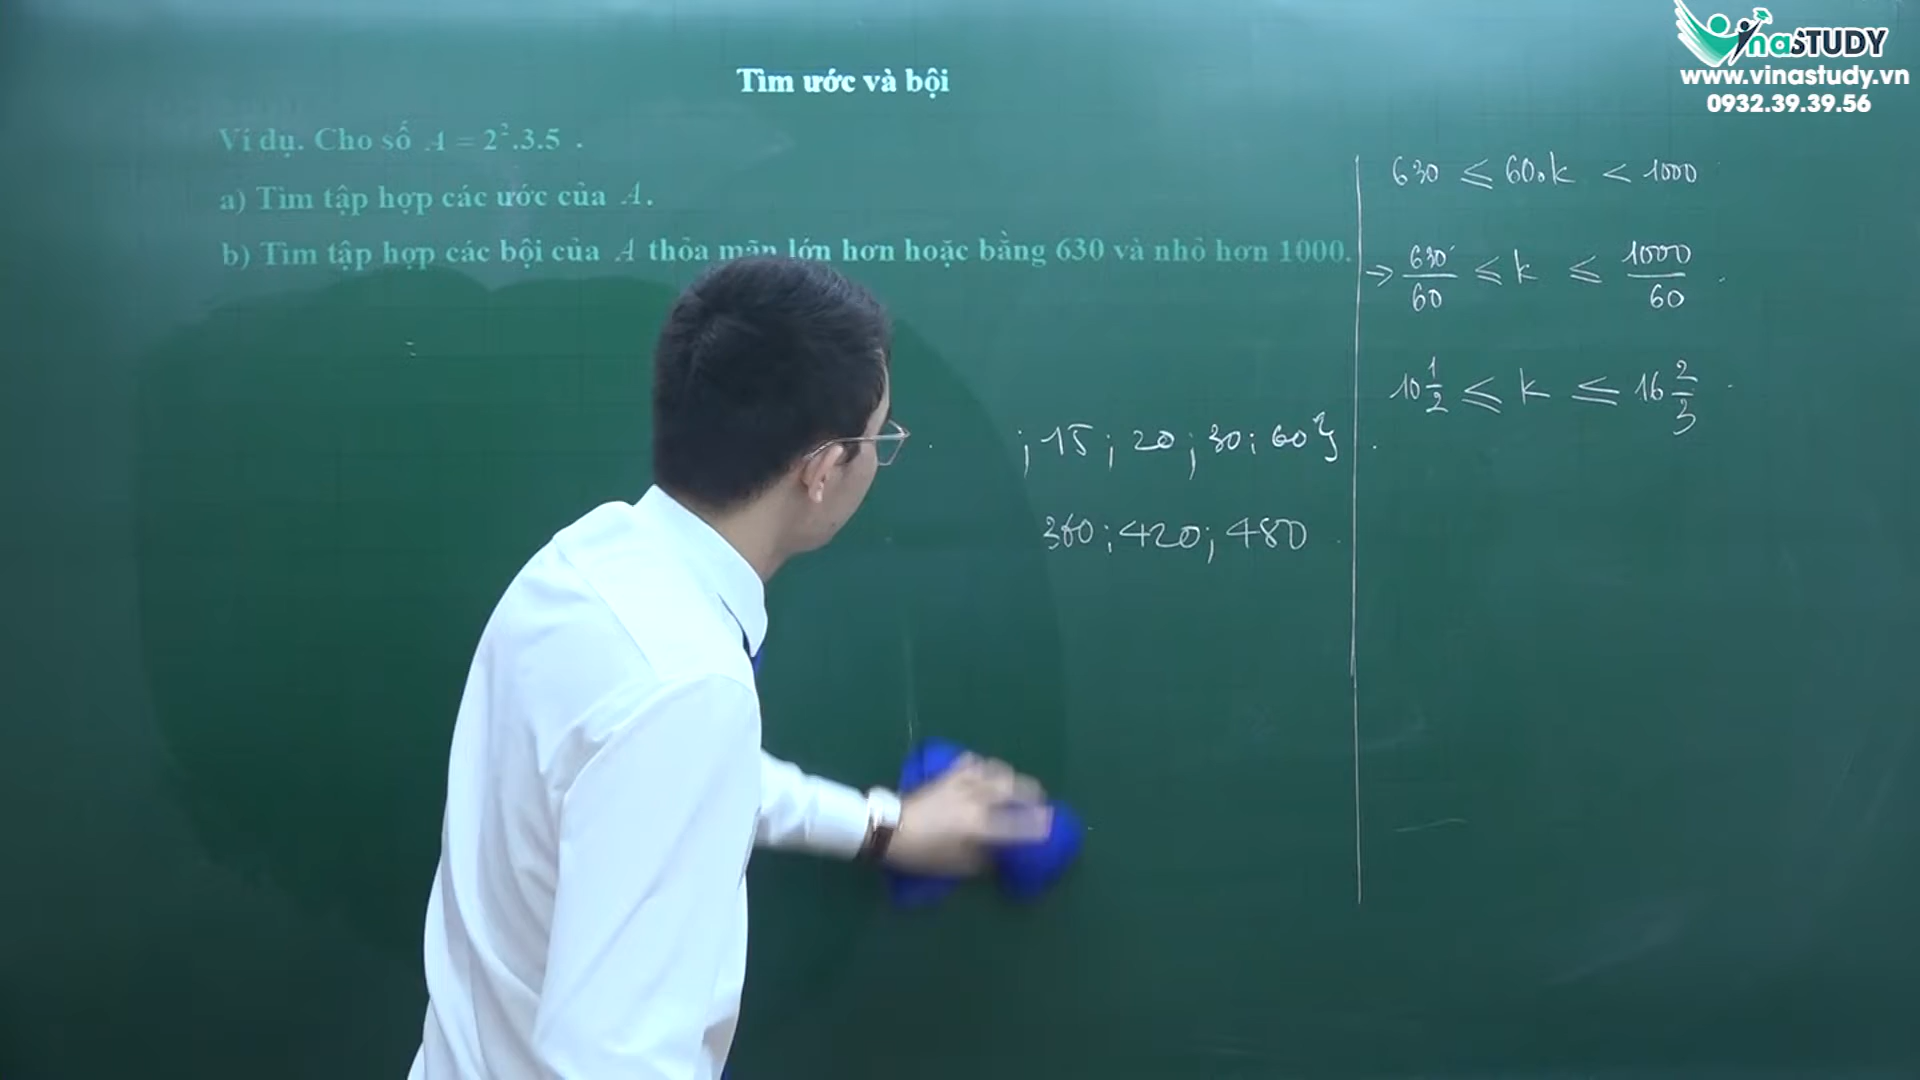 VinaSTUDY
www.vinastudy.vn
0932.39.39.56
Tìm ước và bội
Ví dụ. Cho số A = 2².3.5 .
a) Tìm tập hợp các ước của A.
b) Tìm tập hợp các bội của A thỏa mãn lớn hơn hoặc bằng 630 và nhỏ hơn 1000.
; 15 ; 20 ; 30 ; 60}
360 ; 420 ; 480
630 ≤ 60.k < 1000
→ 630/60 ≤ k ≤ 1000/60
10 1/2 ≤ k ≤ 16 2/3